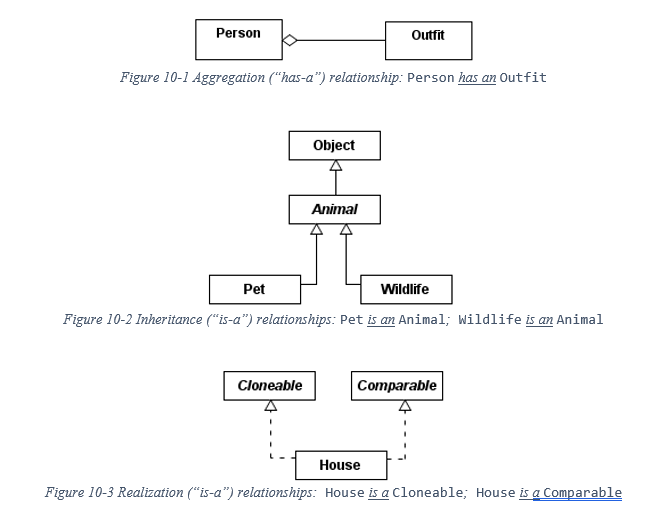 Person
Outfit
Figure 10-1 Aggregation (“has-a”) relationship: Person has an Outfit
Object
Animal
Pet
Wildlife
Figure 10-2 Inheritance (“is-a”) relationships: Pet is an Animal; Wildlife is an Animal
Cloneable
Comparable
House
Figure 10-3 Realization (“is-a”) relationships: House is a Cloneable; House is a Comparable